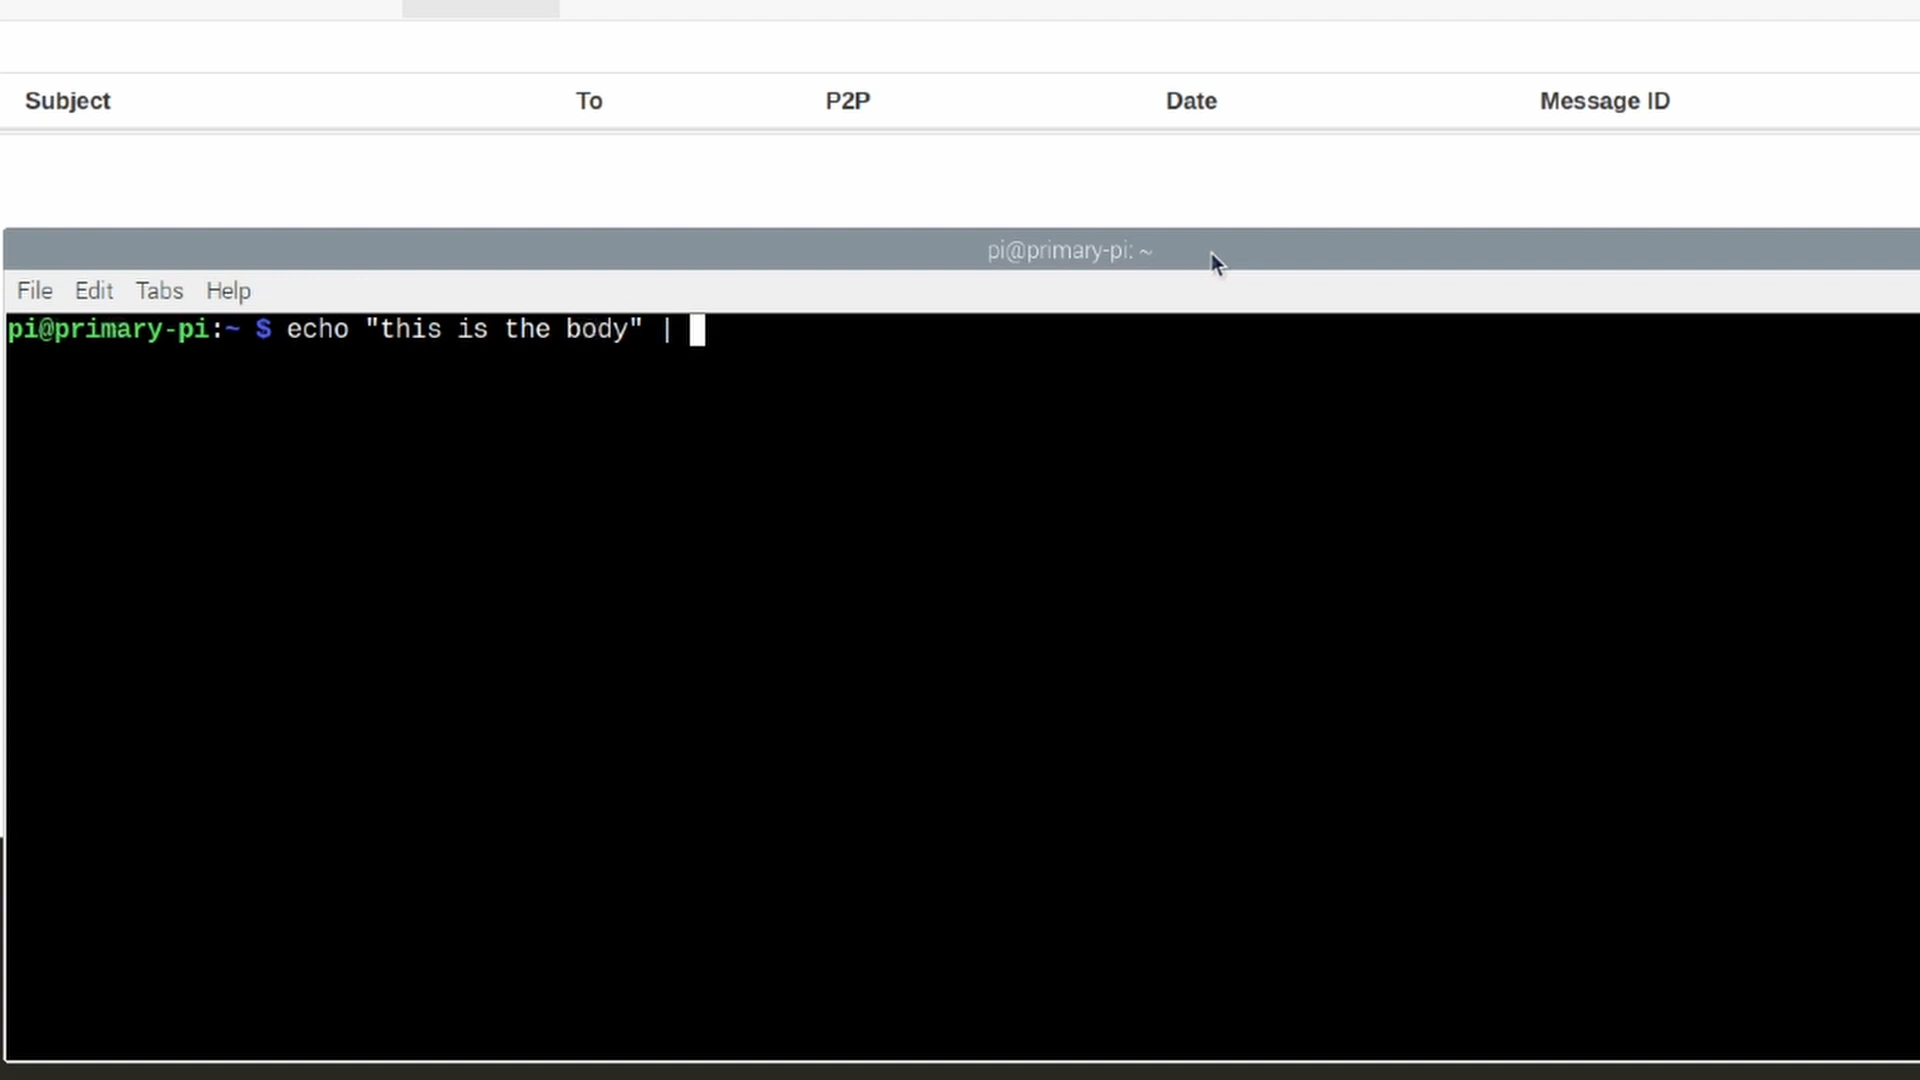 Subject To P2P Date Message ID
pi@primary-pi: ~
File Edit Tabs Help
pi@primary-pi:~ $ echo "this is the body" |